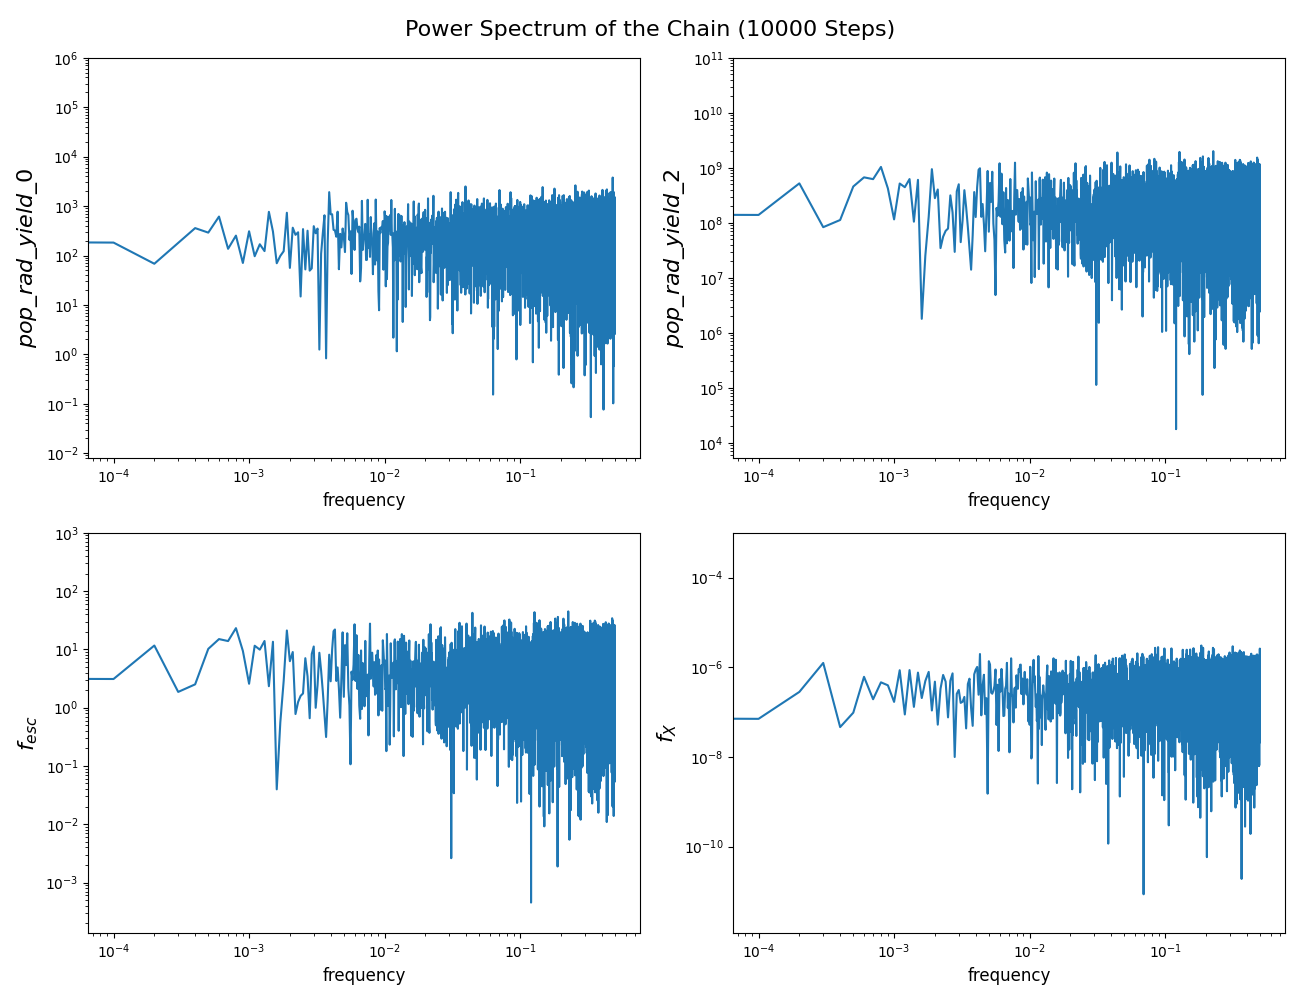 Power Spectrum of the Chain (10000 Steps)
10⁶
10⁵
10⁴
10³
10²
10¹
10⁰
10⁻¹
10⁻²
pop_rad_yield_0
10⁻⁴ 10⁻³ 10⁻² 10⁻¹
frequency
10¹¹
10¹⁰
10⁹
10⁸
10⁷
10⁶
10⁵
10⁴
pop_rad_yield_2
10⁻⁴ 10⁻³ 10⁻² 10⁻¹
frequency
10³
10²
10¹
10⁰
10⁻¹
10⁻²
10⁻³
f_esc
10⁻⁴ 10⁻³ 10⁻² 10⁻¹
frequency
10⁻⁴
10⁻⁶
10⁻⁸
10⁻¹⁰
f_X
10⁻⁴ 10⁻³ 10⁻² 10⁻¹
frequency